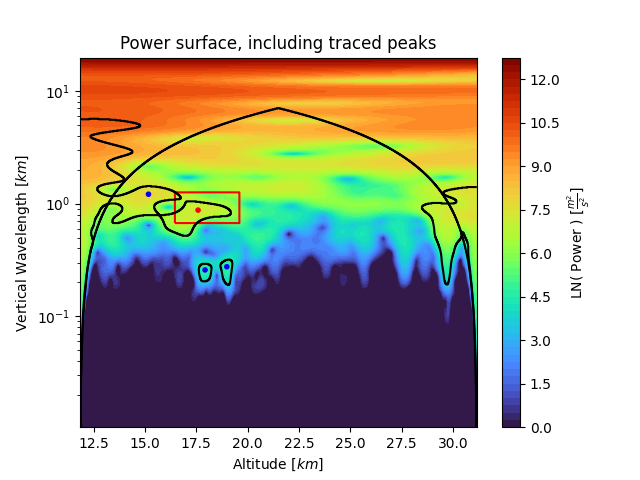 Power surface, including traced peaks
Vertical Wavelength [km]
10¹
10⁰
10⁻¹
12.5 15.0 17.5 20.0 22.5 25.0 27.5 30.0
Altitude [km]
12.0
10.5
9.0
7.5
6.0
4.5
3.0
1.5
0.0
LN( Power ) [m²/s²]